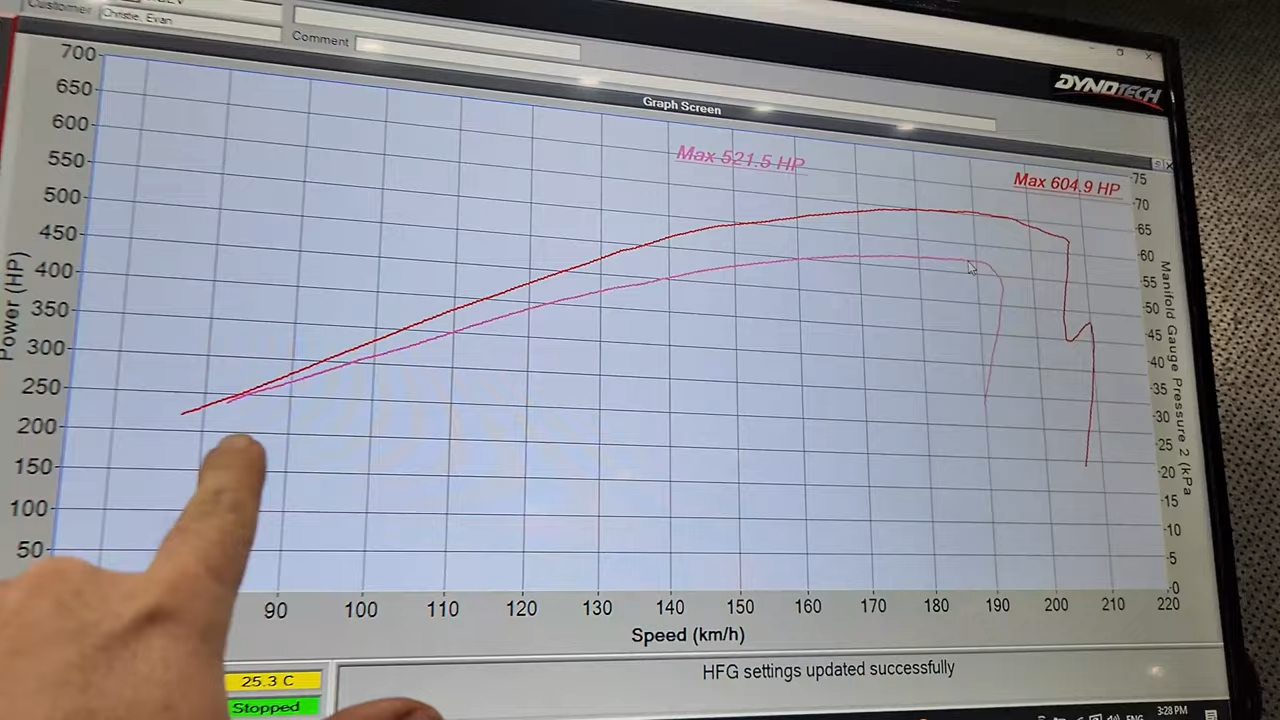 Customer Christie, Evan
Comment
DYNOTECH
Graph Screen
Max 521.5 HP
Max 604.9 HP
700
650
600
550
500
450
400
350
300
250
200
150
100
50
Power (HP)
75
70
65
60
55
50
45
40
35
30
25
20
15
10
5
0
Manifold Gauge Pressure 2 (kPa
90 100 110 120 130 140 150 160 170 180 190 200 210 220
Speed (km/h)
25.3 C
HFG settings updated successfully
Stopped
ENG
3:28 PM